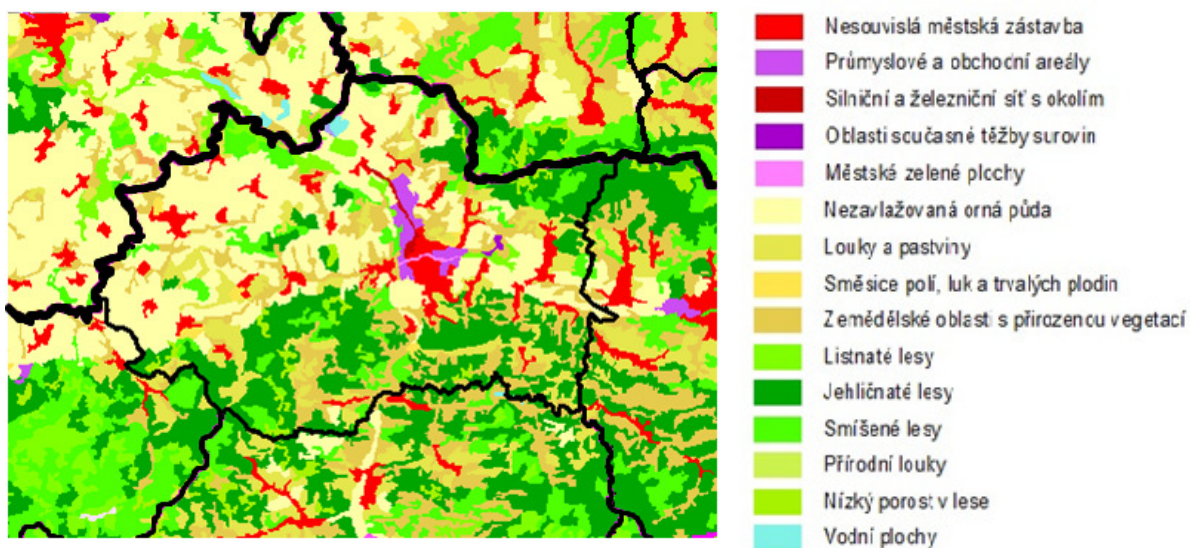 Nesouvislá městská zástavba
Průmyslové a obchodní areály
Silniční a železniční síť s okolím
Oblasti současné těžby surovin
Městské zelené plochy
Nezavlažovaná orná půda
Louky a pastviny
Směsice polí, luk a trvalých plodin
Zemědělské oblasti s přirozenou vegetací
Listnaté lesy
Jehličnaté lesy
Smíšené lesy
Přírodní louky
Nízký porost v lese
Vodní plochy